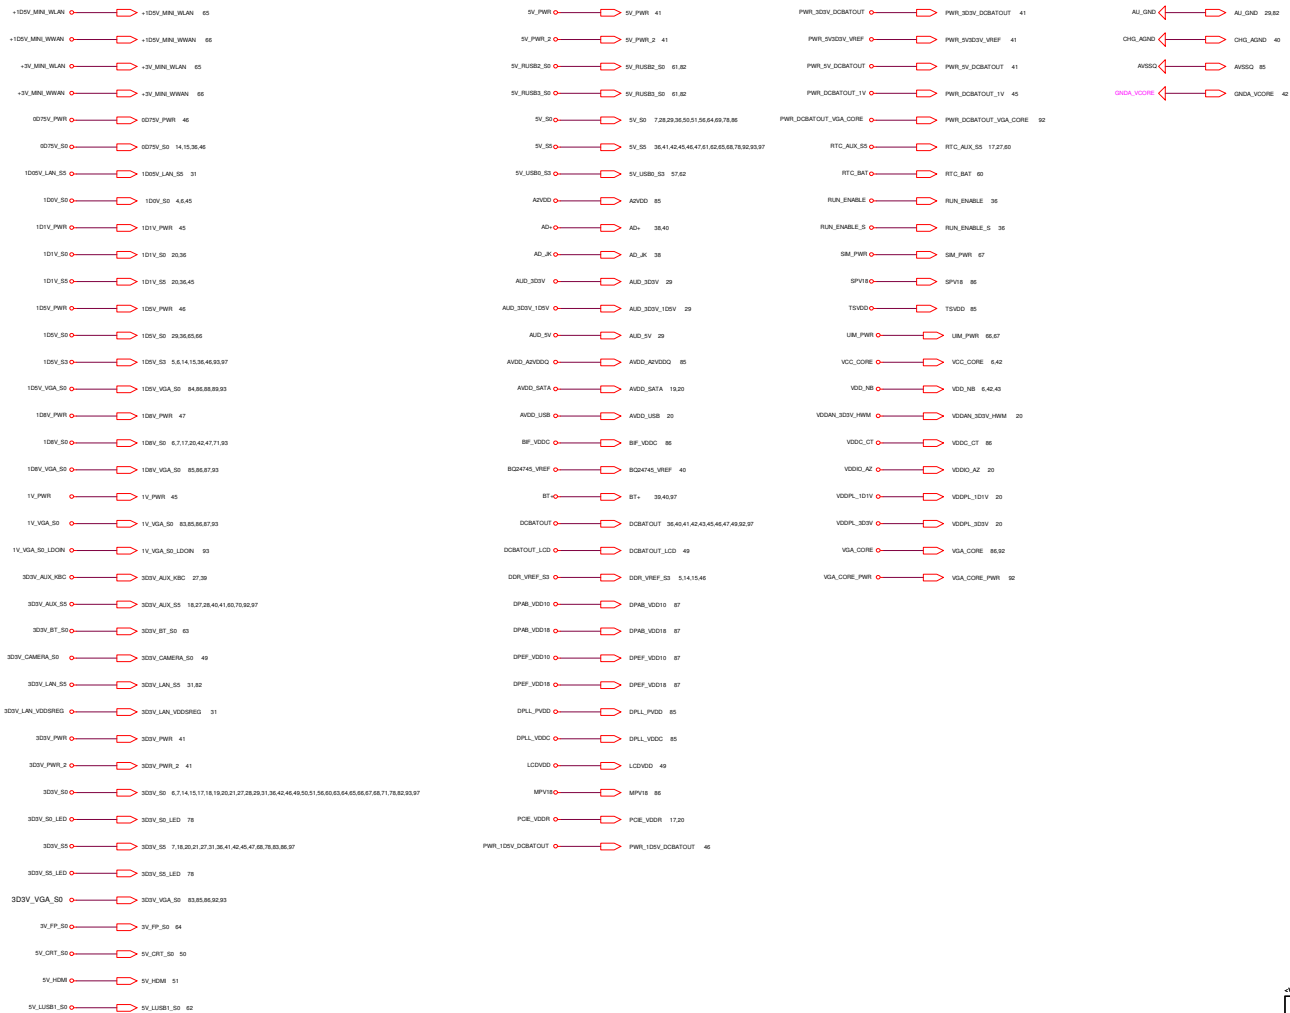 +1D5V_MINI_WLAN +1D5V_MINI_WLAN 65
+1D5V_MINI_WWAN +1D5V_MINI_WWAN 66
+3V_MINI_WLAN +3V_MINI_WLAN 65
+3V_MINI_WWAN +3V_MINI_WWAN 66
0D75V_PWR 0D75V_PWR 46
0D75V_S0 0D75V_S0 14,15,36,46
1D05V_LAN_S5 1D05V_LAN_S5 31
1D0V_S0 1D0V_S0 4,6,45
1D1V_PWR 1D1V_PWR 45
1D1V_S0 1D1V_S0 20,36
1D1V_S5 1D1V_S5 20,36,45
1D5V_PWR 1D5V_PWR 46
1D5V_S0 1D5V_S0 29,36,65,66
1D5V_S3 1D5V_S3 5,6,14,15,36,46,93,97
1D5V_VGA_S0 1D5V_VGA_S0 84,86,88,89,93
1D8V_PWR 1D8V_PWR 47
1D8V_S0 1D8V_S0 6,7,17,20,42,47,71,93
1D8V_VGA_S0 1D8V_VGA_S0 85,86,87,93
1V_PWR 1V_PWR 45
1V_VGA_S0 1V_VGA_S0 83,85,86,87,93
1V_VGA_S0_LDOIN 1V_VGA_S0_LDOIN 93
3D3V_AUX_KBC 3D3V_AUX_KBC 27,39
3D3V_AUX_S5 3D3V_AUX_S5 18,27,28,40,41,60,70,92,97
3D3V_BT_S0 3D3V_BT_S0 63
3D3V_CAMERA_S0 3D3V_CAMERA_S0 49
3D3V_LAN_S5 3D3V_LAN_S5 31,82
3D3V_LAN_VDDSREG 3D3V_LAN_VDDSREG 31
3D3V_PWR 3D3V_PWR 41
3D3V_PWR_2 3D3V_PWR_2 41
3D3V_S0 3D3V_S0 6,7,14,15,17,18,19,20,21,27,28,29,31,36,42,46,49,50,51,56,60,63,64,65,66,67,68,71,78,82,93,97
3D3V_S0_LED 3D3V_S0_LED 78
3D3V_S5 3D3V_S5 7,18,20,21,27,31,36,41,42,45,47,68,78,83,86,97
3D3V_S5_LED 3D3V_S5_LED 78
3D3V_VGA_S0 3D3V_VGA_S0 83,85,86,92,93
3V_FP_S0 3V_FP_S0 64
5V_CRT_S0 5V_CRT_S0 50
5V_HDMI 5V_HDMI 51
5V_LUSB1_S0 5V_LUSB1_S0 62
5V_PWR 5V_PWR 41
5V_PWR_2 5V_PWR_2 41
5V_RUSB2_S0 5V_RUSB2_S0 61,82
5V_RUSB3_S0 5V_RUSB3_S0 61,82
5V_S0 5V_S0 7,28,29,36,50,51,56,64,69,78,86
5V_S5 5V_S5 36,41,42,45,46,47,61,62,65,68,78,92,93,97
5V_USB0_S3 5V_USB0_S3 57,62
A2VDD A2VDD 85
AD+ AD+ 38,40
AD_JK AD_JK 38
AUD_3D3V AUD_3D3V 29
AUD_3D3V_1D5V AUD_3D3V_1D5V 29
AUD_5V AUD_5V 29
AVDD_A2VDDQ AVDD_A2VDDQ 85
AVDD_SATA AVDD_SATA 19,20
AVDD_USB AVDD_USB 20
BIF_VDDC BIF_VDDC 86
BQ24745_VREF BQ24745_VREF 40
BT+ BT+ 39,40,97
DCBATOUT DCBATOUT 36,40,41,42,43,45,46,47,49,92,97
DCBATOUT_LCD DCBATOUT_LCD 49
DDR_VREF_S3 DDR_VREF_S3 5,14,15,46
DPAB_VDD10 DPAB_VDD10 87
DPAB_VDD18 DPAB_VDD18 87
DPEF_VDD10 DPEF_VDD10 87
DPEF_VDD18 DPEF_VDD18 87
DPLL_PVDD DPLL_PVDD 85
DPLL_VDDC DPLL_VDDC 85
LCDVDD LCDVDD 49
MPV18 MPV18 86
PCIE_VDDR PCIE_VDDR 17,20
PWR_1D5V_DCBATOUT PWR_1D5V_DCBATOUT 46
PWR_3D3V_DCBATOUT PWR_3D3V_DCBATOUT 41
PWR_5V3D3V_VREF PWR_5V3D3V_VREF 41
PWR_5V_DCBATOUT PWR_5V_DCBATOUT 41
PWR_DCBATOUT_1V PWR_DCBATOUT_1V 45
PWR_DCBATOUT_VGA_CORE PWR_DCBATOUT_VGA_CORE 92
RTC_AUX_S5 RTC_AUX_S5 17,27,60
RTC_BAT RTC_BAT 60
RUN_ENABLE RUN_ENABLE 36
RUN_ENABLE_S RUN_ENABLE_S 36
SIM_PWR SIM_PWR 67
SPV18 SPV18 86
TSVDD TSVDD 85
UIM_PWR UIM_PWR 66,67
VCC_CORE VCC_CORE 6,42
VDD_NB VDD_NB 6,42,43
VDDAN_3D3V_HWM VDDAN_3D3V_HWM 20
VDDC_CT VDDC_CT 86
VDDIO_AZ VDDIO_AZ 20
VDDPL_1D1V VDDPL_1D1V 20
VDDPL_3D3V VDDPL_3D3V 20
VGA_CORE VGA_CORE 86,92
VGA_CORE_PWR VGA_CORE_PWR 92
AU_GND AU_GND 29,82
CHG_AGND CHG_AGND 40
AVSSQ AVSSQ 85
GNDA_VCORE GNDA_VCORE 42